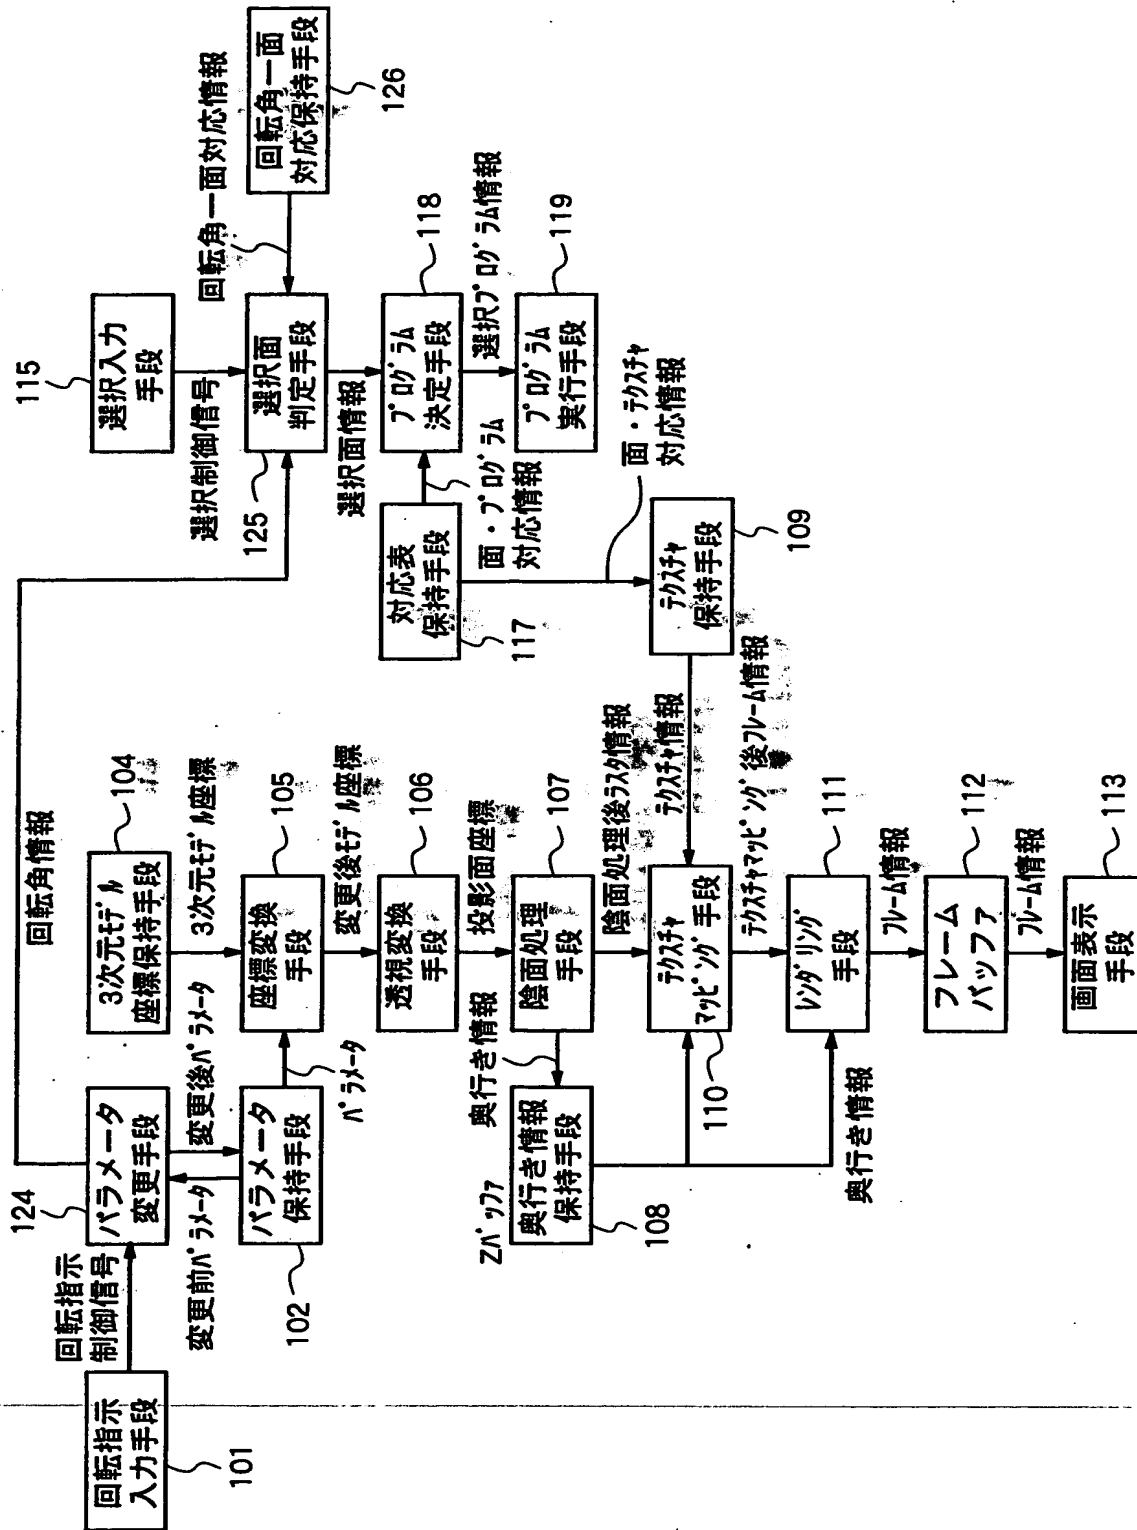 回転指示
入力手段
101
回転指示
制御信号
124
パラメータ
変更手段
変更前パラメータ
変更後パラメータ
パラメータ
保持手段
102
パラメータ
回転角情報
3次元モデル
座標保持手段
104
3次元モデル座標
座標変換
手段
105
変更後モデル座標
透視変換
手段
106
投影面座標
陰面処理
手段
107
奥行き情報
Zバッファ
奥行き情報
保持手段
108
陰面処理後ラスタ情報
テクスチャ
マッピング手段
110
テクスチャ情報
テクスチャマッピング後フレーム情報
レンダリング
手段
111
奥行き情報
フレーム情報
フレーム
バッファ
112
フレーム情報
画面表示
手段
113
115
選択入力
手段
選択制御信号
125
選択面
判定手段
回転角ー面対応情報
回転角ー面
対応保持手段
126
選択面情報
プログラム
決定手段
118
選択プログラム情報
プログラム
実行手段
119
対応表
保持手段
117
面・プログラム
対応情報
面・テクスチャ
対応情報
テクスチャ
保持手段
109